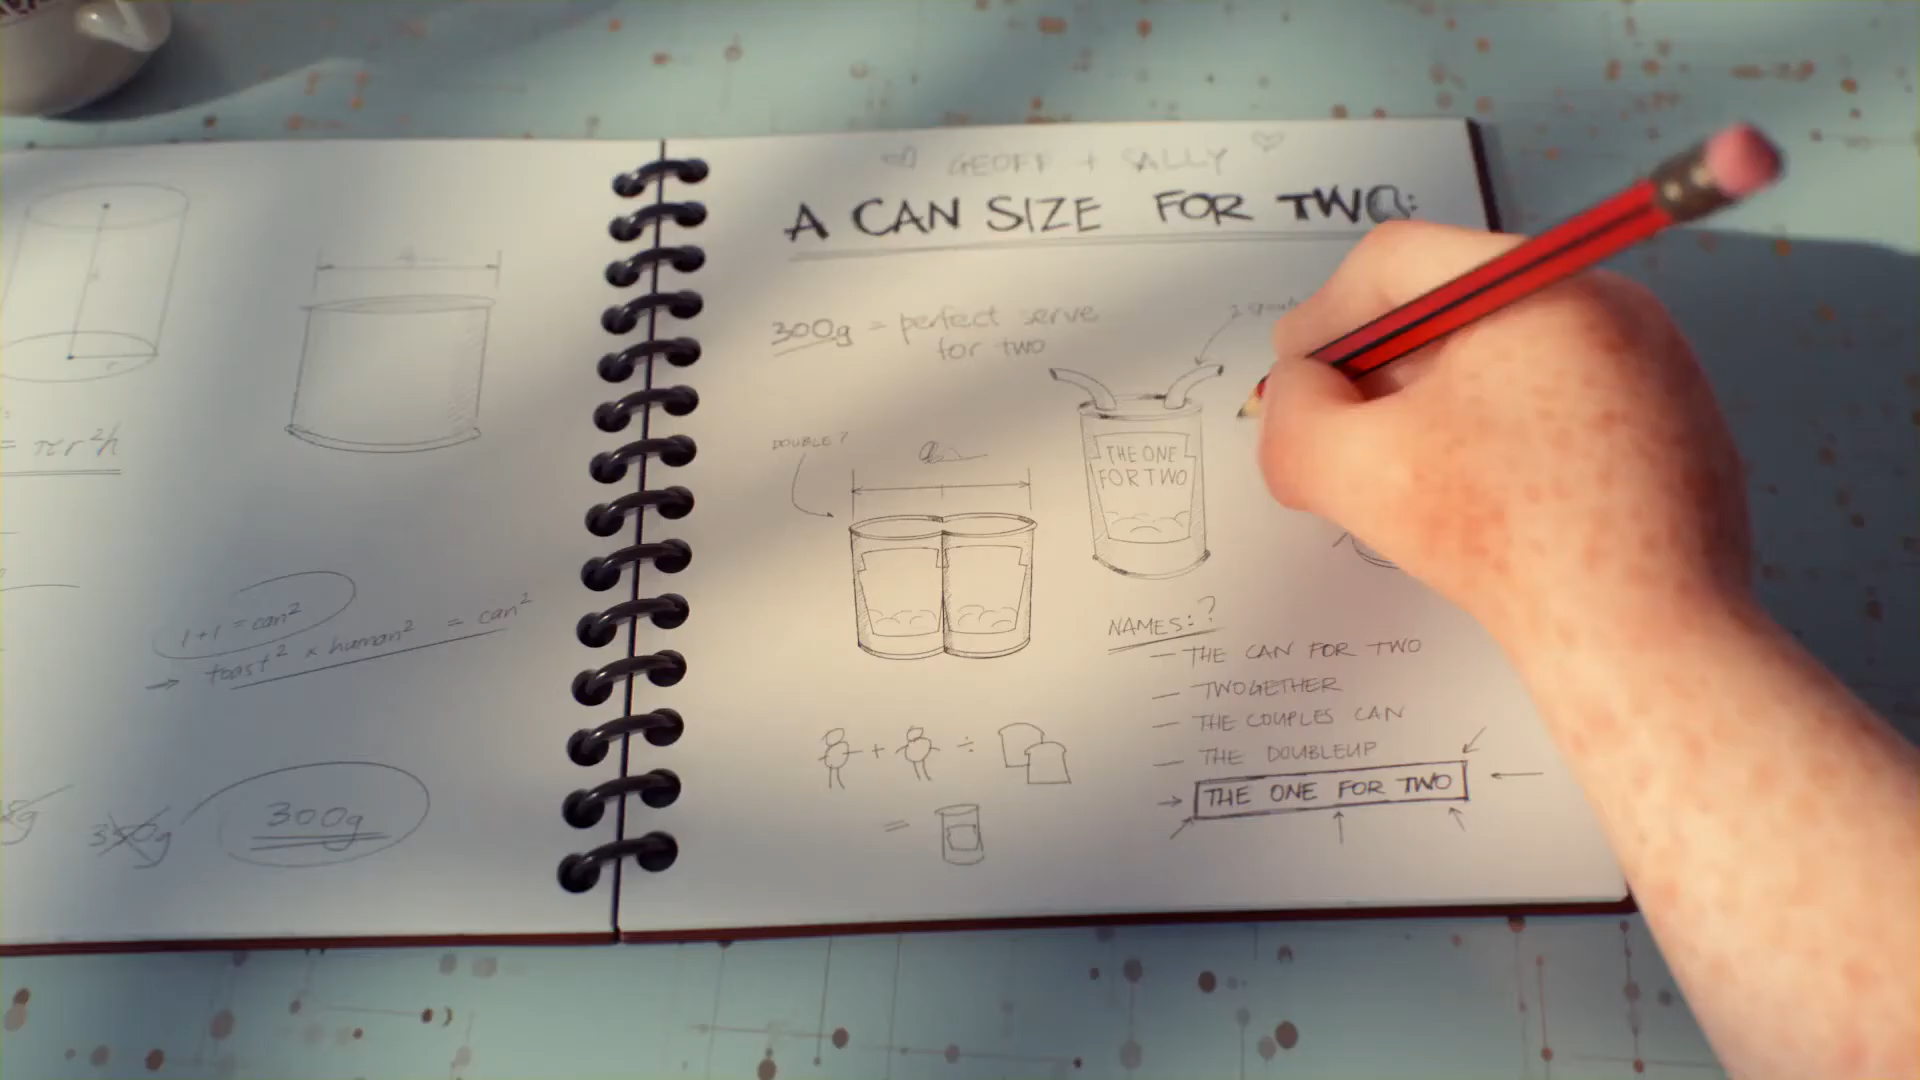 = πr²h
1+1 = can²
→ toast² x human² = can²
350g
300g
GEOFF + SALLY
A CAN SIZE FOR TWO:
300g = perfect serve
for two
DOUBLE?
THE ONE
FOR TWO
NAMES:?
— THE CAN FOR TWO
— TWOGETHER
— THE COUPLES CAN
— THE DOUBLEUP
THE ONE FOR TWO